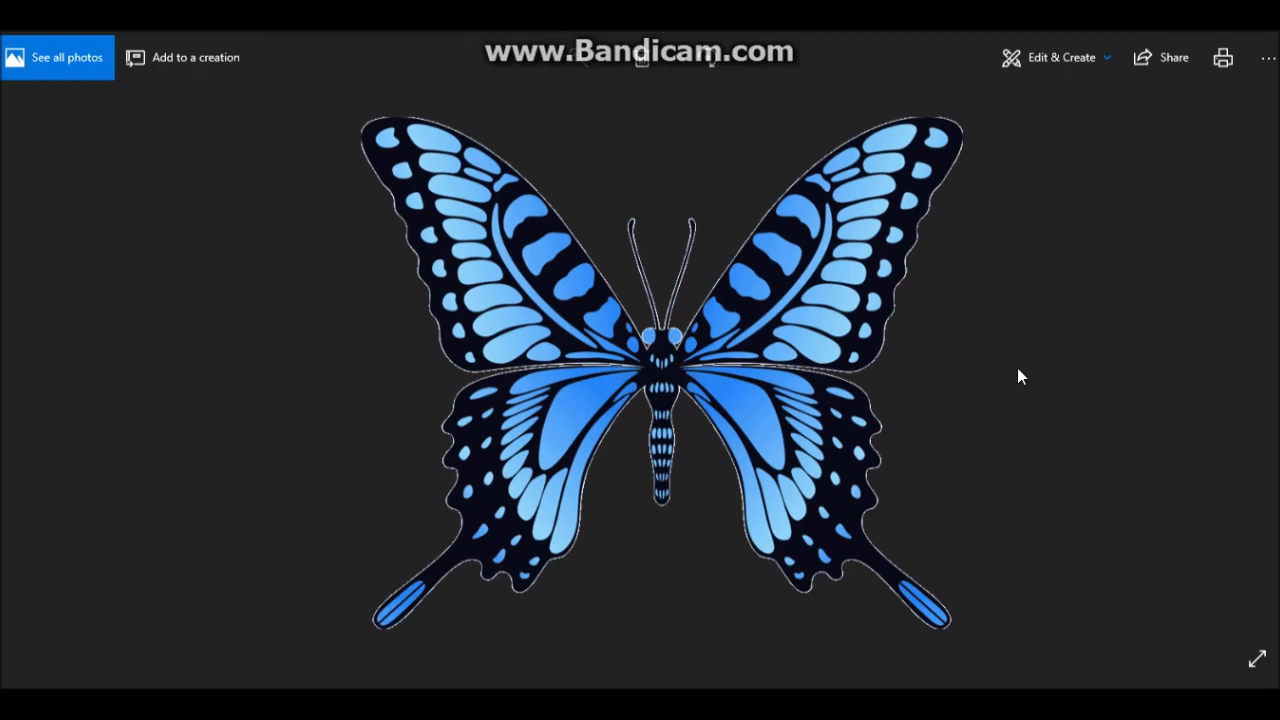 www.Bandicam.com
See all photos
Add to a creation
Edit & Create
Share